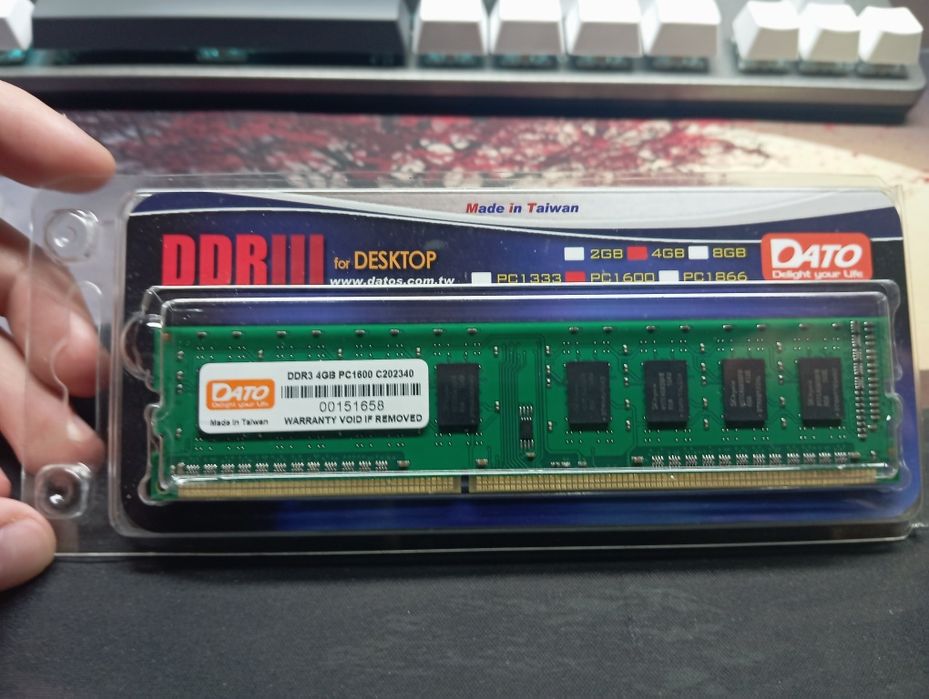 Made in Taiwan
DDRIII for DESKTOP
2GB 4GB 8GB
DATO
Delight your Life
www.datos.com.tw
PC1333 PC1600 PC1866
DATO
Delight your Life
Made in Taiwan
DDR3 4GB PC1600 C202340
00151658
WARRANTY VOID IF REMOVED